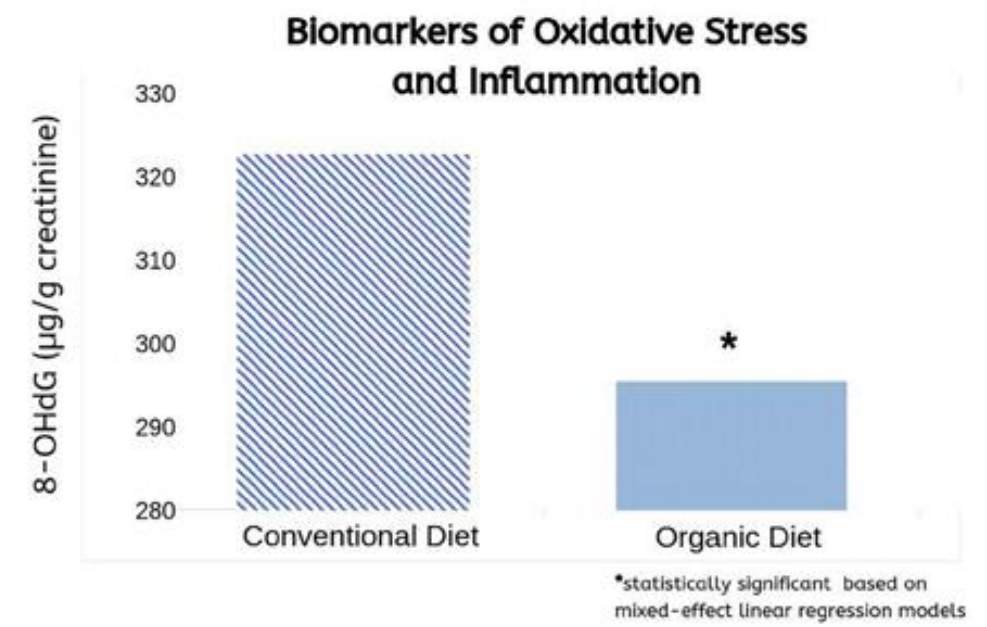 Biomarkers of Oxidative Stress
and Inflammation
8-OHdG (µg/g creatinine)
330
320
310
300
290
280
*
Conventional Diet
Organic Diet
*statistically significant based on
mixed-effect linear regression models